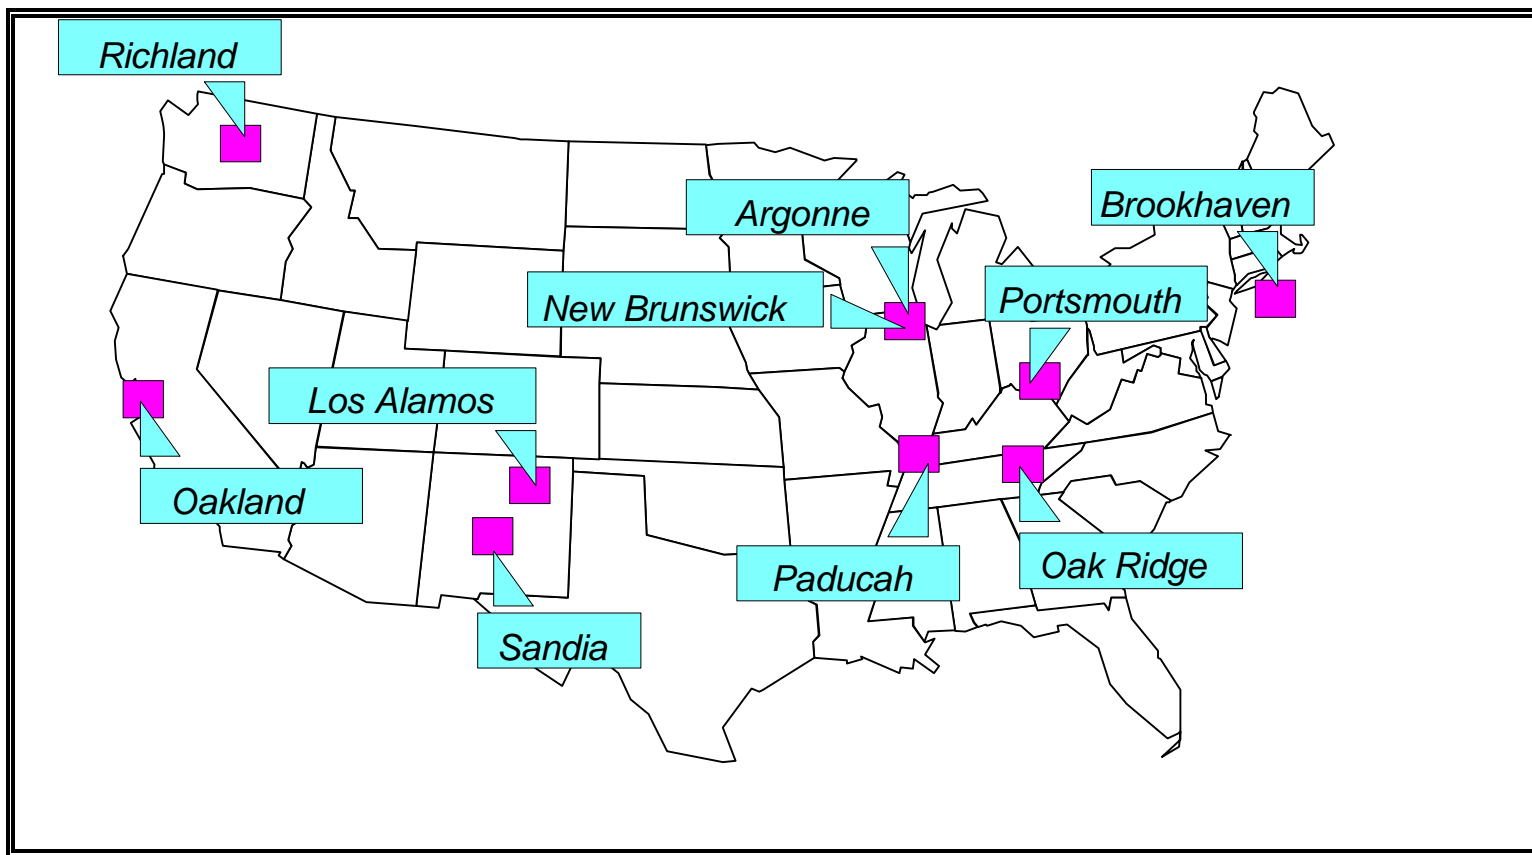 Richland
Argonne
Brookhaven
New Brunswick
Portsmouth
Los Alamos
Oakland
Paducah
Oak Ridge
Sandia